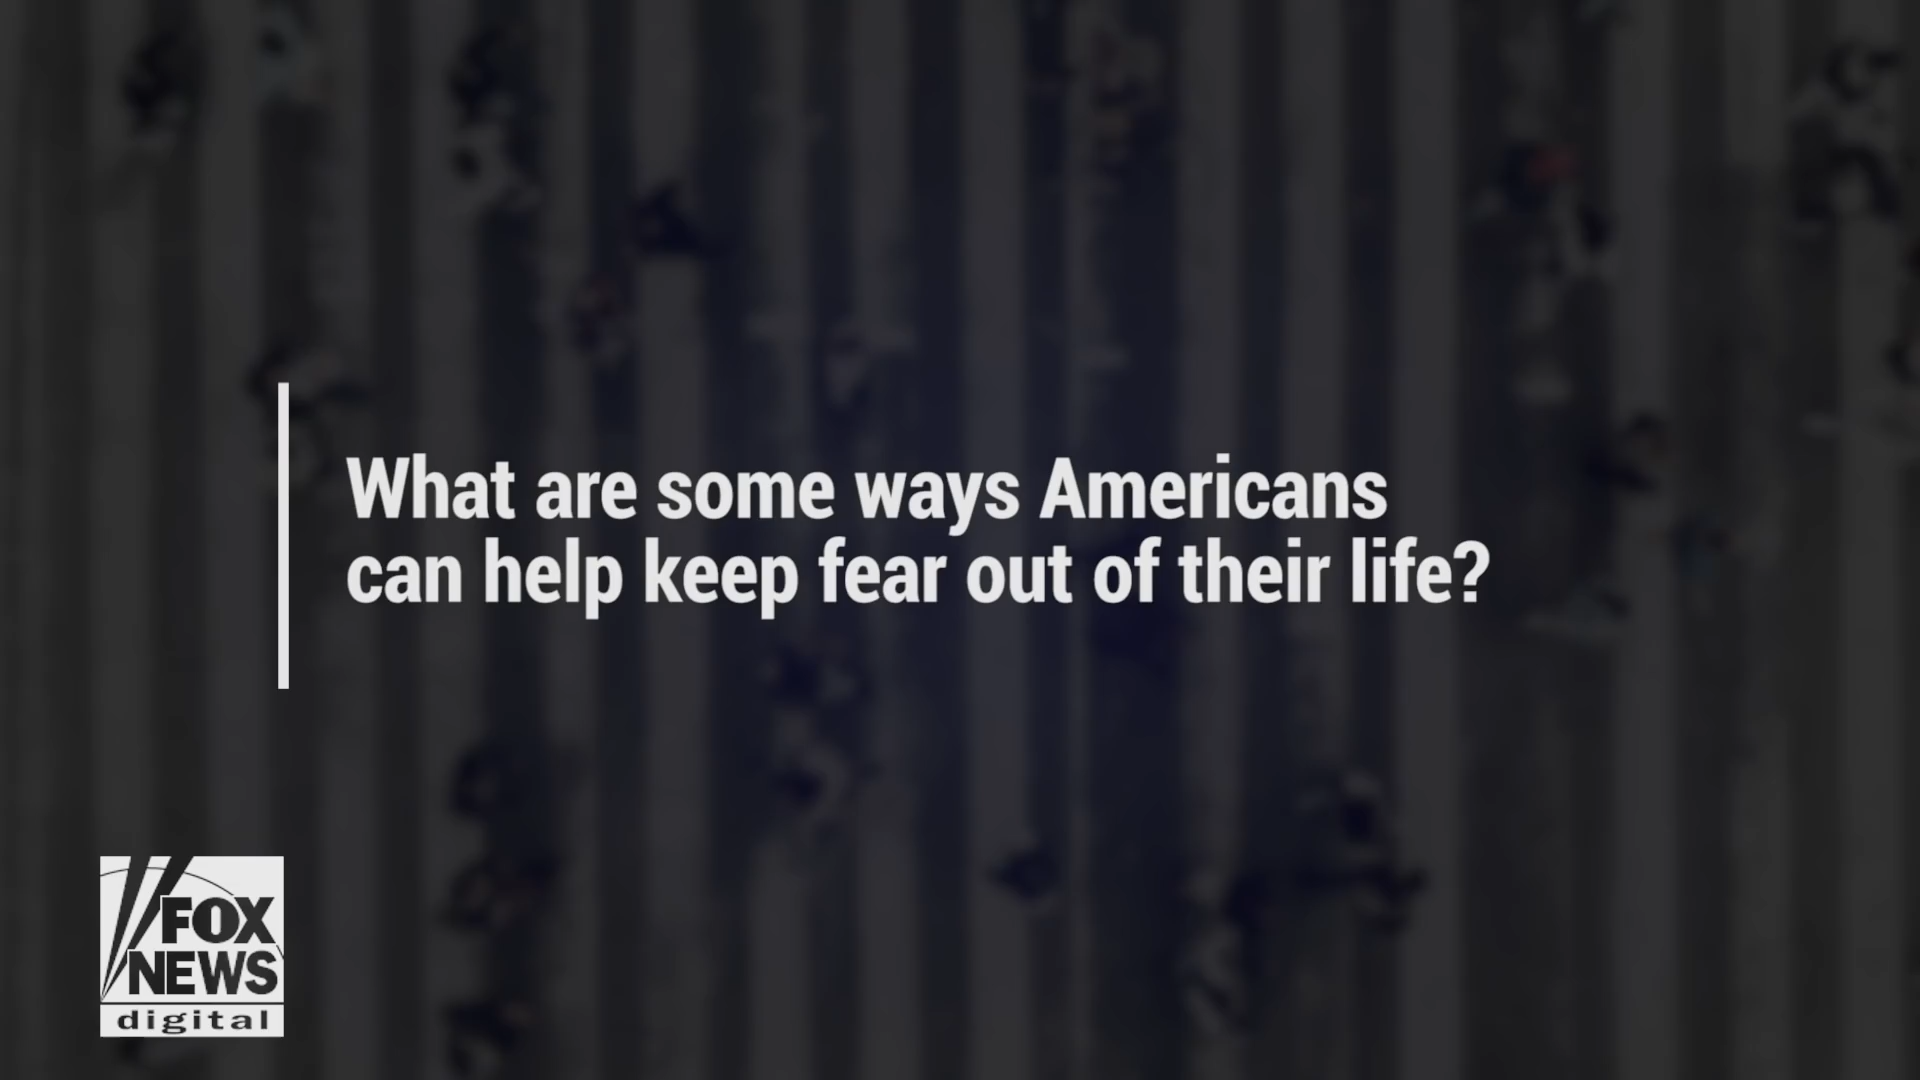 What are some ways Americans
can help keep fear out of their life?
FOX
NEWS
digital